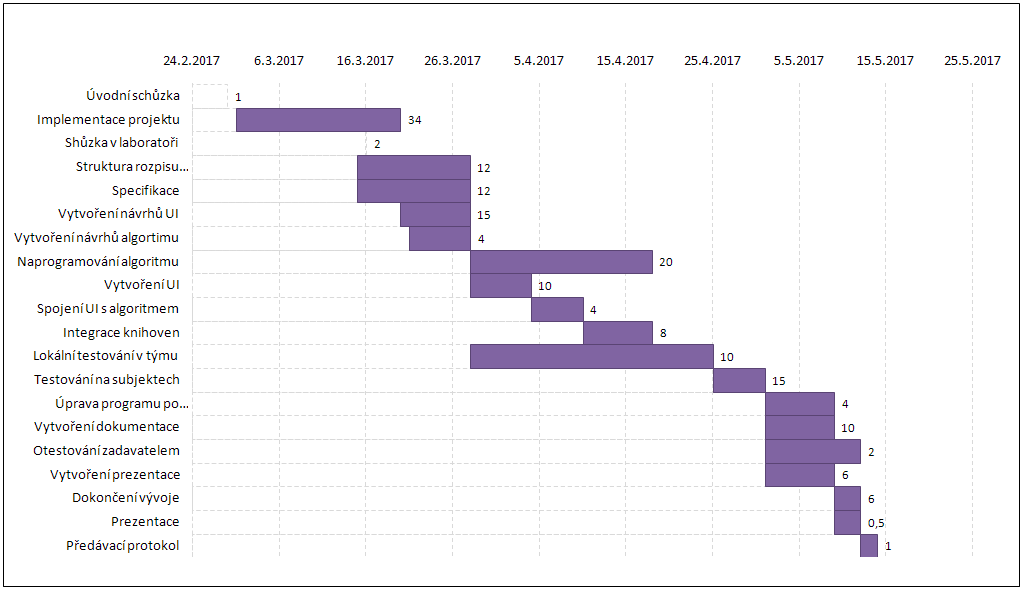 24.2.2017 6.3.2017 16.3.2017 26.3.2017 5.4.2017 15.4.2017 25.4.2017 5.5.2017 15.5.2017 25.5.2017
Úvodní schůzka 1
Implementace projektu 34
Shůzka v laboratoři 2
Struktura rozpisu... 12
Specifikace 12
Vytvoření návrhů UI 15
Vytvoření návrhů algortimu 4
Naprogramování algoritmu 20
Vytvoření UI 10
Spojení UI s algoritmem 4
Integrace knihoven 8
Lokální testování v týmu 10
Testování na subjektech 15
Úprava programu po... 4
Vytvoření dokumentace 10
Otestování zadavatelem 2
Vytvoření prezentace 6
Dokončení vývoje 6
Prezentace 0,5
Předávací protokol 1